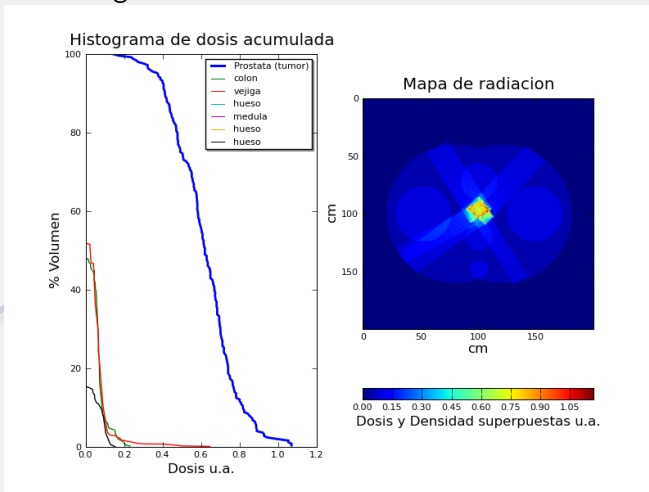 Histograma de dosis acumulada
100
80
60
40
20
0
% Volumen
0.0 0.2 0.4 0.6 0.8 1.0 1.2
Dosis u.a.
Prostata (tumor)
colon
vejiga
hueso
medula
hueso
hueso
Mapa de radiacion
0
50
100
150
cm
0 50 100 150
cm
0.00 0.15 0.30 0.45 0.60 0.75 0.90 1.05
Dosis y Densidad superpuestas u.a.